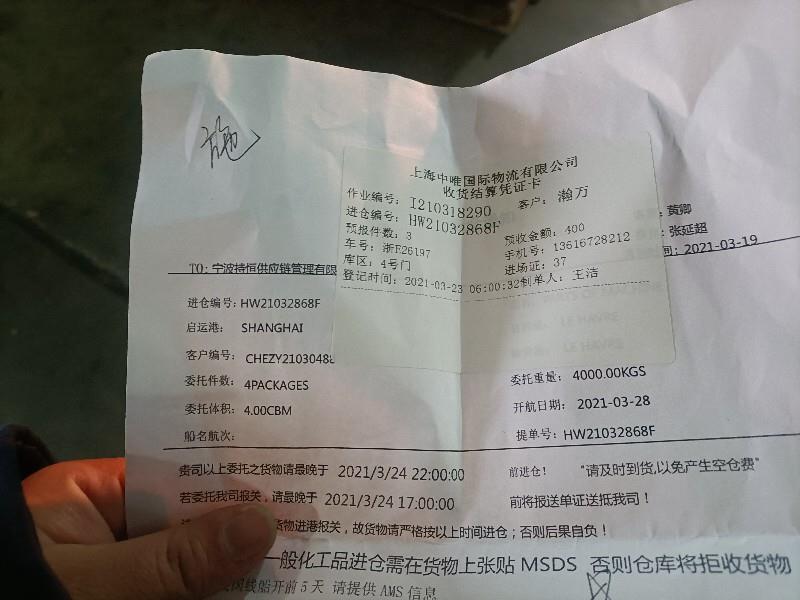 施
上海中唯国际物流有限公司
收货结算凭证卡
作业编号: I210318290 客户: 瀚万
进仓编号: HW21032868F
预报件数: 3 预收金额: 400
车号: 浙F26197 手机号: 13616728212
库区: 4号门 进场证: 37
登记时间: 2021-03-23 06:00:32 制单人: 王洁
黄卿
张延超
TO: 宁波持恒供应链管理有限 2021-03-19
进仓编号: HW21032868F
启运港: SHANGHAI LE HAVRE
客户编号: CHEZY2103048 LE HAVRE
委托件数: 4PACKAGES 委托重量: 4000.00KGS
委托体积: 4.00CBM 开航日期: 2021-03-28
船名航次: 提单号: HW21032868F
贵司以上委托之货物请最晚于 2021/3/24 22:00:00 前进仓! "请及时到货,以免产生空仓费"
若委托我司报关, 请最晚于 2021/3/24 17:00:00 前将报送单证送抵我司!
货物进港报关, 故货物请严格按以上时间进仓; 否则后果自负!
一般化工品进仓需在货物上张贴 MSDS 否则仓库将拒收货物
线船开前5天 请提供 AMS 信息